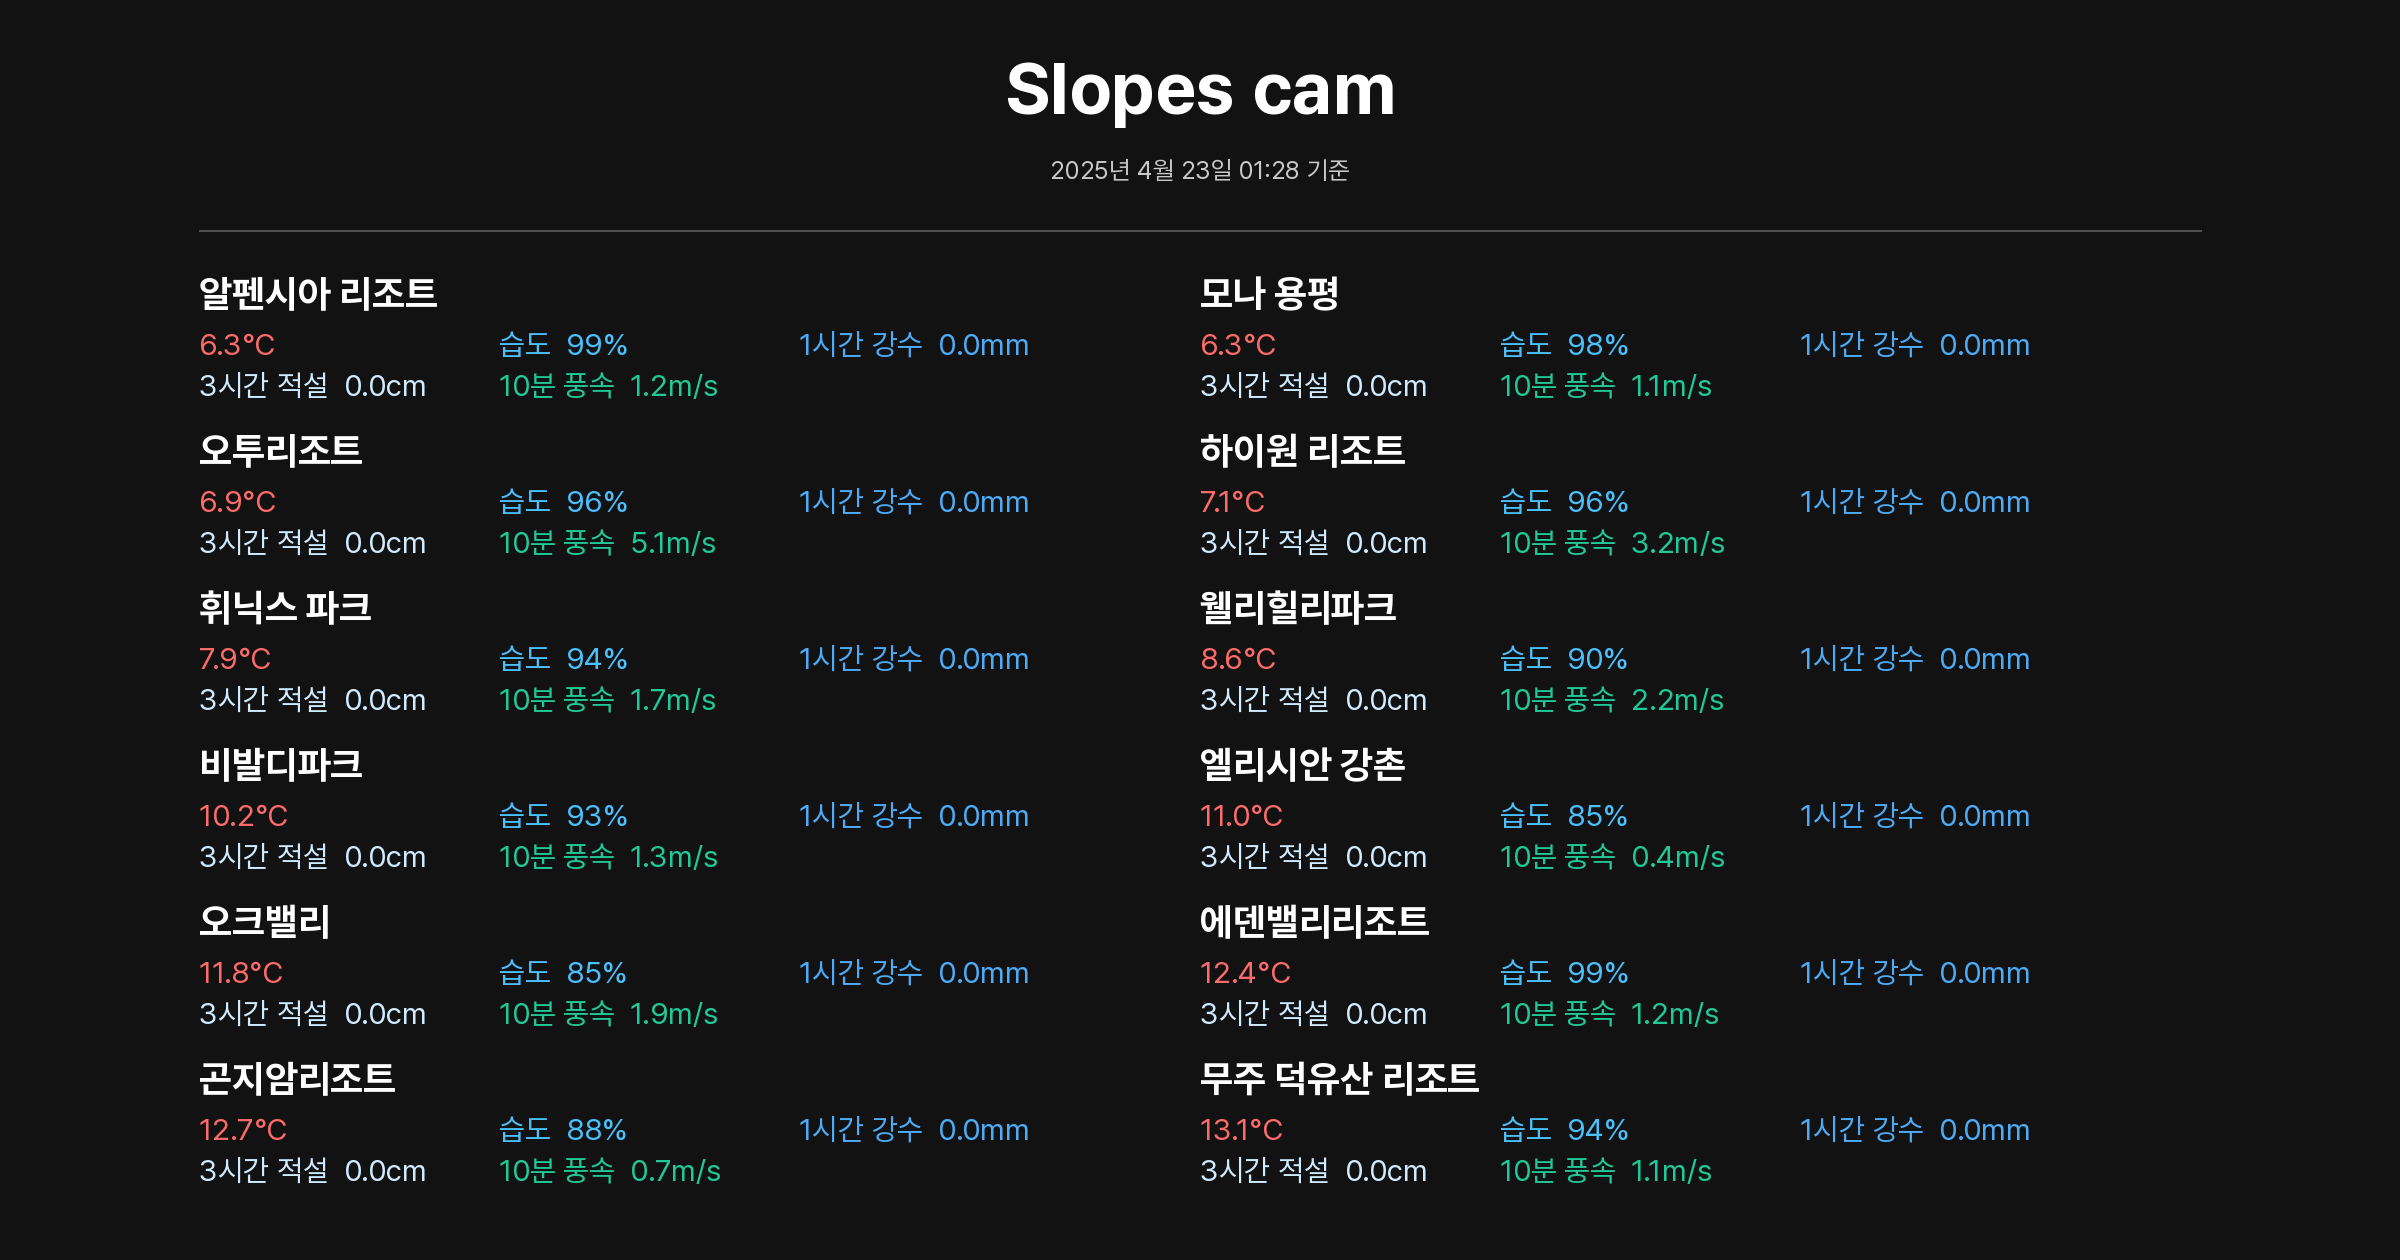 Slopes cam
2025년 4월 23일 01:28 기준
알펜시아 리조트
6.3°C 습도 99% 1시간 강수 0.0mm
3시간 적설 0.0cm 10분 풍속 1.2m/s
모나 용평
6.3°C 습도 98% 1시간 강수 0.0mm
3시간 적설 0.0cm 10분 풍속 1.1m/s
오투리조트
6.9°C 습도 96% 1시간 강수 0.0mm
3시간 적설 0.0cm 10분 풍속 5.1m/s
하이원 리조트
7.1°C 습도 96% 1시간 강수 0.0mm
3시간 적설 0.0cm 10분 풍속 3.2m/s
휘닉스 파크
7.9°C 습도 94% 1시간 강수 0.0mm
3시간 적설 0.0cm 10분 풍속 1.7m/s
웰리힐리파크
8.6°C 습도 90% 1시간 강수 0.0mm
3시간 적설 0.0cm 10분 풍속 2.2m/s
비발디파크
10.2°C 습도 93% 1시간 강수 0.0mm
3시간 적설 0.0cm 10분 풍속 1.3m/s
엘리시안 강촌
11.0°C 습도 85% 1시간 강수 0.0mm
3시간 적설 0.0cm 10분 풍속 0.4m/s
오크밸리
11.8°C 습도 85% 1시간 강수 0.0mm
3시간 적설 0.0cm 10분 풍속 1.9m/s
에덴밸리리조트
12.4°C 습도 99% 1시간 강수 0.0mm
3시간 적설 0.0cm 10분 풍속 1.2m/s
곤지암리조트
12.7°C 습도 88% 1시간 강수 0.0mm
3시간 적설 0.0cm 10분 풍속 0.7m/s
무주 덕유산 리조트
13.1°C 습도 94% 1시간 강수 0.0mm
3시간 적설 0.0cm 10분 풍속 1.1m/s